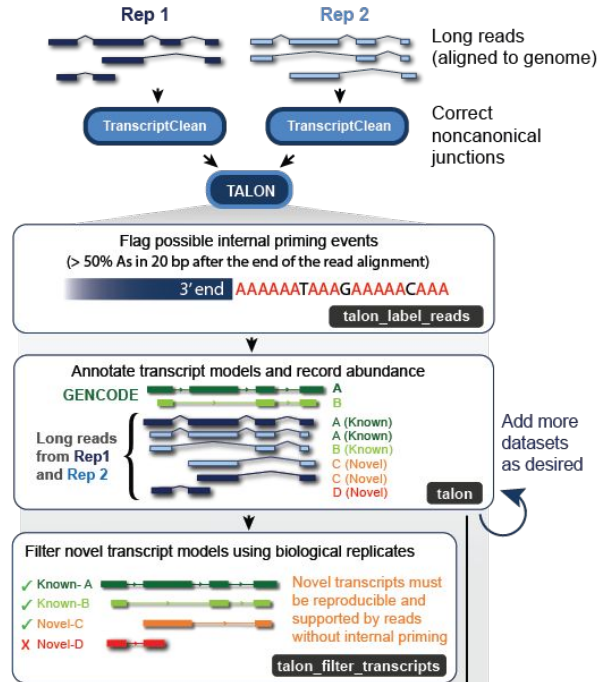 Rep 1
Rep 2
Long reads
(aligned to genome)
TranscriptClean
TranscriptClean
Correct
noncanonical
junctions
TALON
Flag possible internal priming events
(> 50% As in 20 bp after the end of the read alignment)
3' end AAAAAATAAAGAAAAACAAA
talon_label_reads
Annotate transcript models and record abundance
GENCODE
A
B
Long reads
from Rep1
and Rep 2
A (Known)
A (Known)
B (Known)
C (Novel)
C (Novel)
D (Novel)
talon
Add more
datasets
as desired
Filter novel transcript models using biological replicates
✓ Known- A
✓ Known-B
✓ Novel-C
X Novel-D
Novel transcripts must
be reproducible and
supported by reads
without internal priming
talon_filter_transcripts